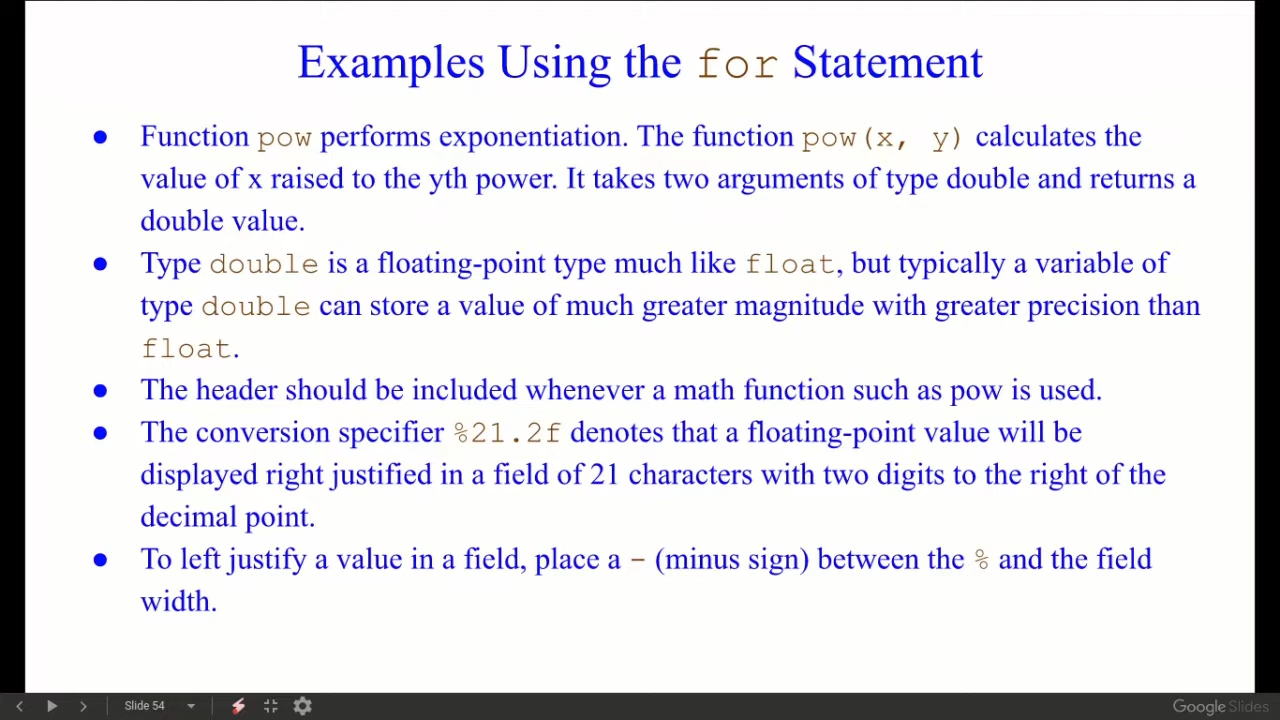 Examples Using the for Statement
● Function pow performs exponentiation. The function pow(x, y) calculates the
value of x raised to the yth power. It takes two arguments of type double and returns a
double value.
● Type double is a floating-point type much like float, but typically a variable of
type double can store a value of much greater magnitude with greater precision than
float.
● The header should be included whenever a math function such as pow is used.
● The conversion specifier %21.2f denotes that a floating-point value will be
displayed right justified in a field of 21 characters with two digits to the right of the
decimal point.
● To left justify a value in a field, place a - (minus sign) between the % and the field
width.
Slide 54
Google Slides